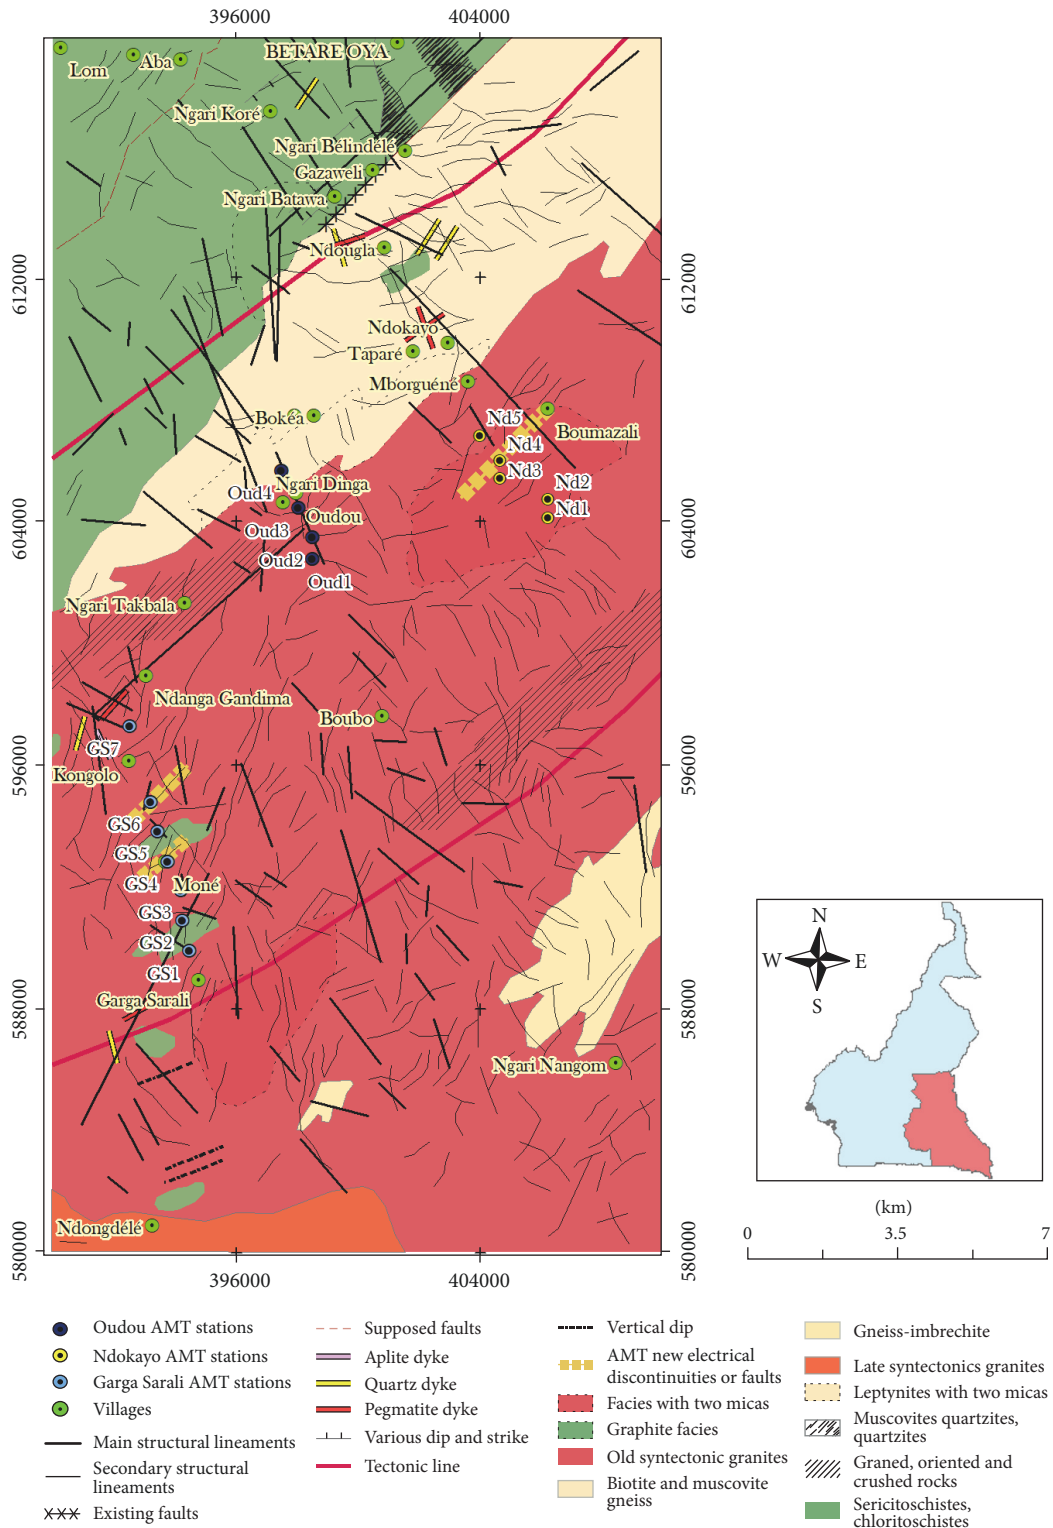 396000 404000
BETARE OYA
Lom
Aba
Ngari Koré
Ngari Bélindélé
Gazaweli
Ngari Batawa
Ndougla
612000 612000
Ndokayo
Taparé
Mborguéné
Bokéa
Nd5
Boumazali
Nd4
Nd3
Ngari Dinga
Nd2
Oud4
Nd1
Oudou
604000 604000
Oud3
Oud2
Oud1
Ngari Takbala
Ndanga Gandima
Boubo
GS7
Kongolo
596000 596000
GS6
GS5
GS4
Moné
GS3
GS2
GS1
Garga Sarali
588000 588000
Ngari Nangom
Ndongdélé
580000 580000
396000 404000
N
W E
S
(km)
0 3.5 7
Oudou AMT stations
Ndokayo AMT stations
Garga Sarali AMT stations
Villages
Main structural lineaments
Secondary structural
lineaments
Existing faults
Supposed faults
Aplite dyke
Quartz dyke
Pegmatite dyke
Various dip and strike
Tectonic line
Vertical dip
AMT new electrical
discontinuities or faults
Facies with two micas
Graphite facies
Old syntectonic granites
Biotite and muscovite
gneiss
Gneiss-imbrechite
Late syntectonics granites
Leptynites with two micas
Muscovites quartzites,
quartzites
Graned, oriented and
crushed rocks
Sericitoschistes,
chloritoschistes